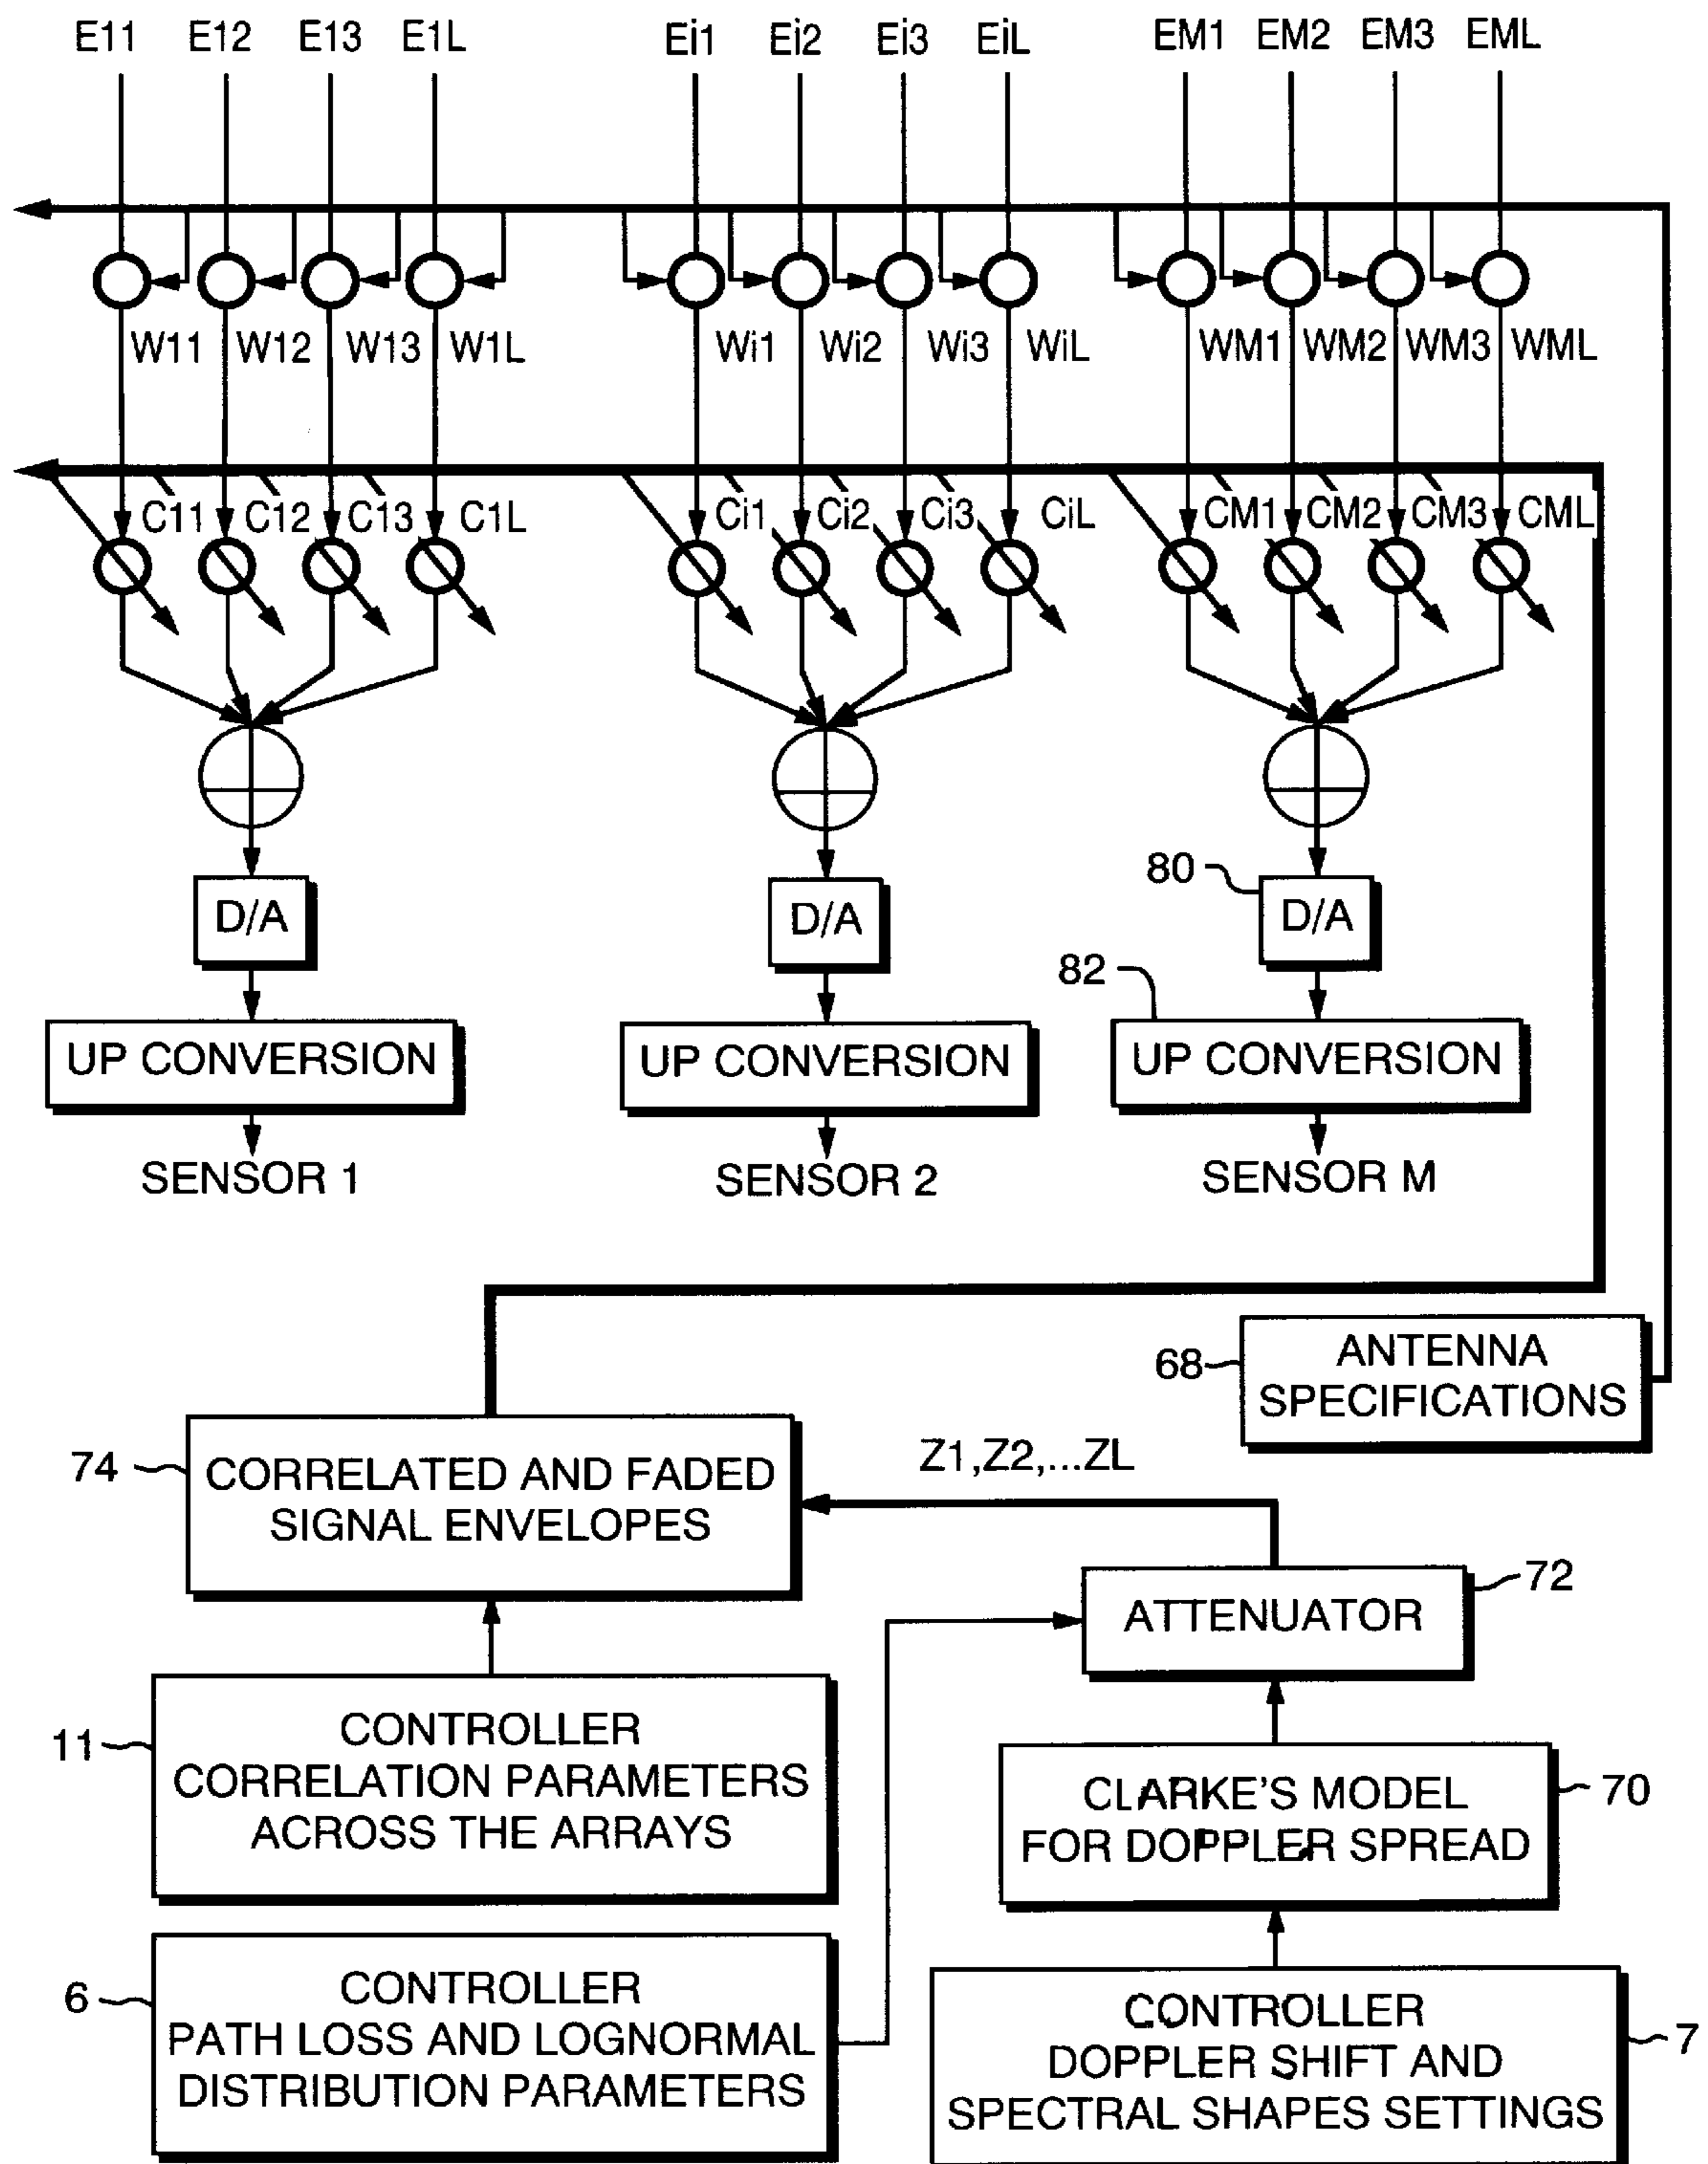 E11 E12 E13 E1L Ei1 Ei2 Ei3 EiL EM1 EM2 EM3 EML
W11 W12 W13 W1L Wi1 Wi2 Wi3 WiL WM1 WM2 WM3 WML
C11 C12 C13 C1L Ci1 Ci2 Ci3 CiL CM1 CM2 CM3 CML
80
D/A D/A D/A
82
UP CONVERSION UP CONVERSION UP CONVERSION
SENSOR 1 SENSOR 2 SENSOR M
68
ANTENNA
SPECIFICATIONS
74
CORRELATED AND FADED
SIGNAL ENVELOPES
Z1,Z2,...ZL
72
ATTENUATOR
11
CONTROLLER
CORRELATION PARAMETERS
ACROSS THE ARRAYS
70
CLARKE'S MODEL
FOR DOPPLER SPREAD
6
CONTROLLER
PATH LOSS AND LOGNORMAL
DISTRIBUTION PARAMETERS
7
CONTROLLER
DOPPLER SHIFT AND
SPECTRAL SHAPES SETTINGS